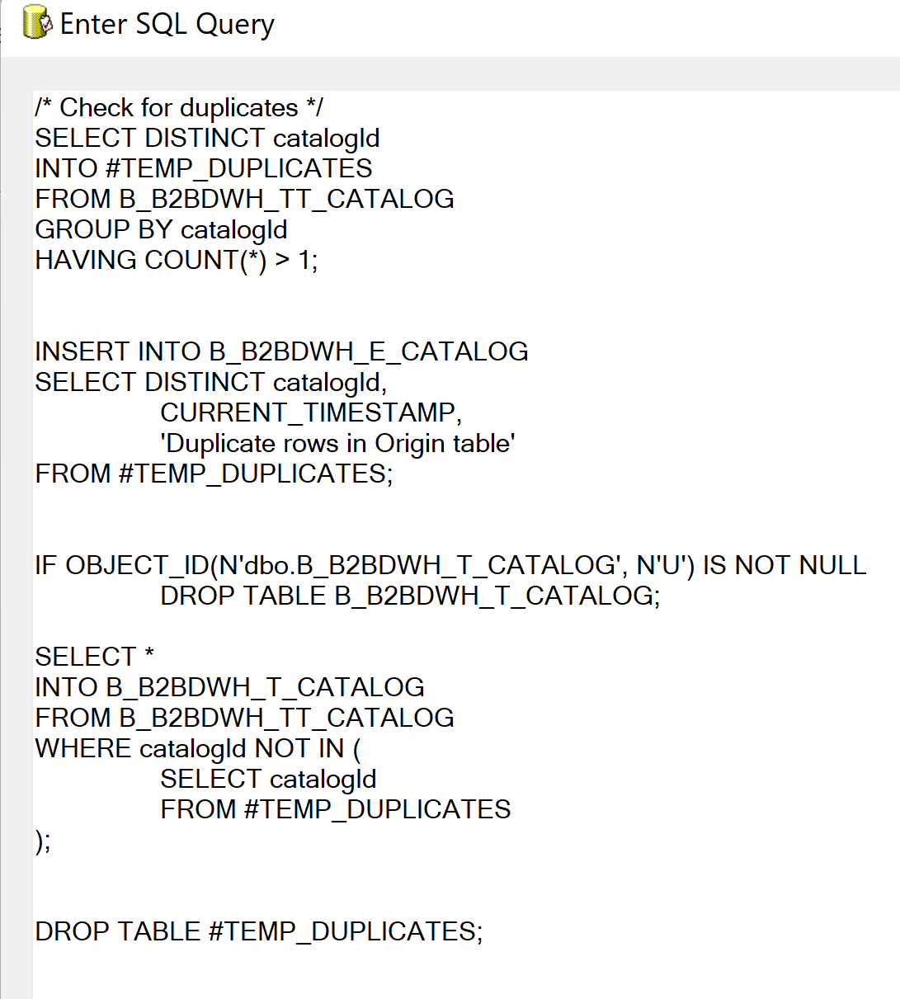 Enter SQL Query
/* Check for duplicates */
SELECT DISTINCT catalogId
INTO #TEMP_DUPLICATES
FROM B_B2BDWH_TT_CATALOG
GROUP BY catalogId
HAVING COUNT(*) > 1;
INSERT INTO B_B2BDWH_E_CATALOG
SELECT DISTINCT catalogId,
CURRENT_TIMESTAMP,
'Duplicate rows in Origin table'
FROM #TEMP_DUPLICATES;
IF OBJECT_ID(N'dbo.B_B2BDWH_T_CATALOG', N'U') IS NOT NULL
DROP TABLE B_B2BDWH_T_CATALOG;
SELECT *
INTO B_B2BDWH_T_CATALOG
FROM B_B2BDWH_TT_CATALOG
WHERE catalogId NOT IN (
SELECT catalogId
FROM #TEMP_DUPLICATES
);
DROP TABLE #TEMP_DUPLICATES;